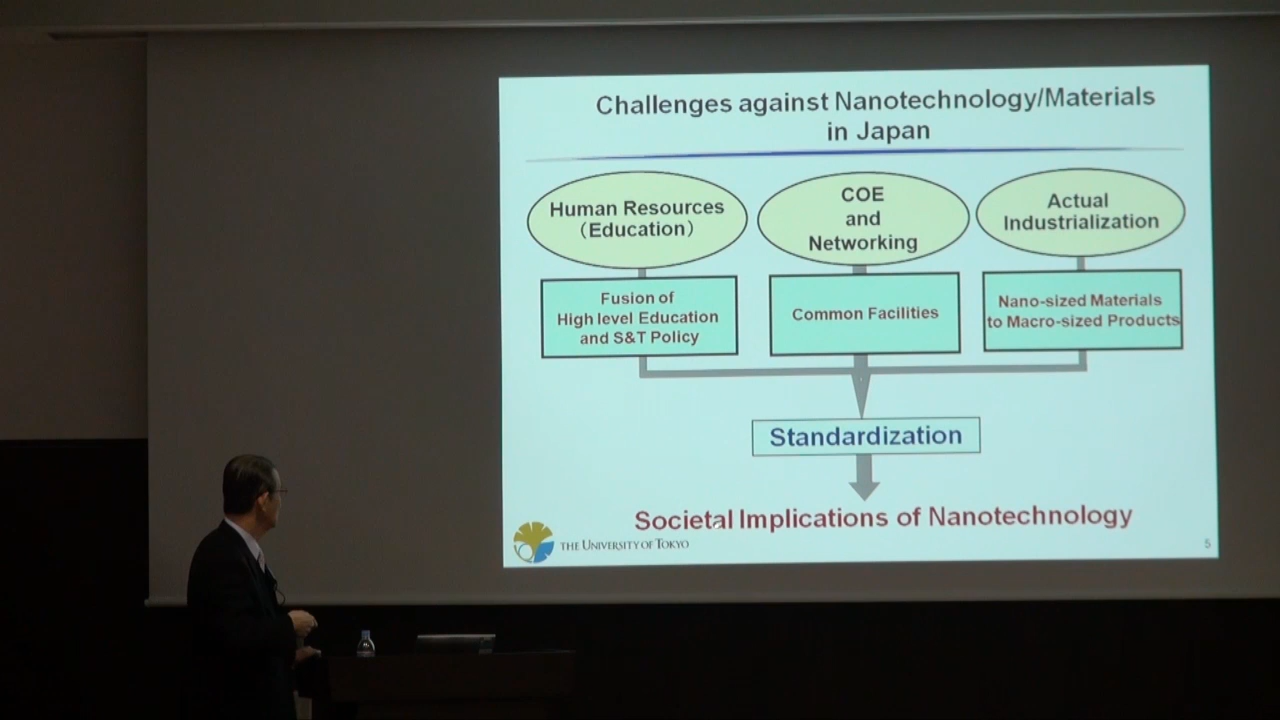 Challenges against Nanotechnology/Materials
in Japan
Human Resources
（Education）
COE
and
Networking
Actual
Industrialization
Fusion of
High level Education
and S&T Policy
Common Facilities
Nano-sized Materials
to Macro-sized Products
Standardization
Societal Implications of Nanotechnology
THE UNIVERSITY OF TOKYO
5